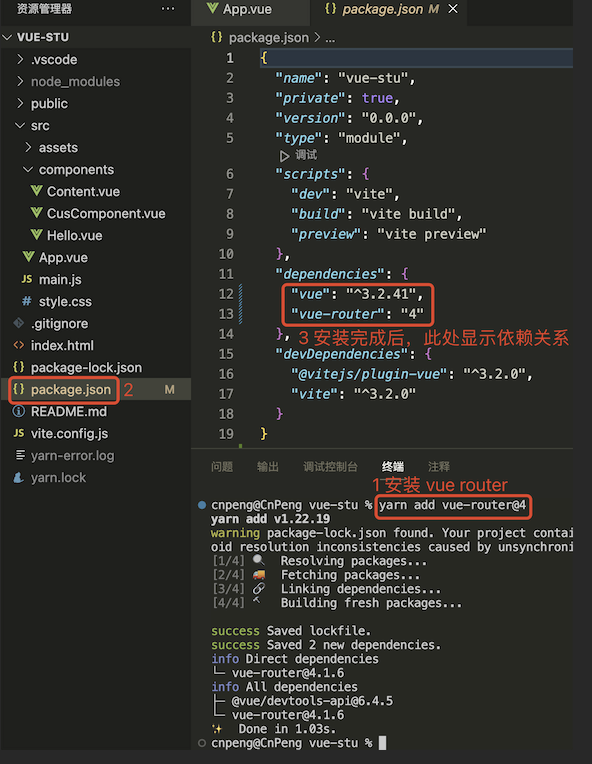 资源管理器
···
VUE-STU
.vscode
node_modules
public
src
assets
components
Content.vue
CusComponent.vue
Hello.vue
App.vue
JS main.js
# style.css
.gitignore
<> index.html
{} package-lock.json
{} package.json 2 M
README.md
JS vite.config.js
yarn-error.log
yarn.lock
App.vue
{} package.json M ×
{} package.json > ...
1 {
2 "name": "vue-stu",
3 "private": true,
4 "version": "0.0.0",
5 "type": "module",
调试
6 "scripts": {
7 "dev": "vite",
8 "build": "vite build",
9 "preview": "vite preview"
10 },
11 "dependencies": {
12 "vue": "^3.2.41",
13 "vue-router": "4"
14 },
3 安装完成后，此处显示依赖关系
15 "devDependencies": {
16 "@vitejs/plugin-vue": "^3.2.0",
17 "vite": "^3.2.0"
18 }
19 }
问题 输出 调试控制台 终端 注释
1 安装 vue router
cnpeng@CnPeng vue-stu % yarn add vue-router@4
yarn add v1.22.19
warning package-lock.json found. Your project contai
oid resolution inconsistencies caused by unsynchroni
[1/4] 🔍 Resolving packages...
[2/4] 🚚 Fetching packages...
[3/4] 🔗 Linking dependencies...
[4/4] 🔨 Building fresh packages...
success Saved lockfile.
success Saved 2 new dependencies.
info Direct dependencies
└─ vue-router@4.1.6
info All dependencies
├─ @vue/devtools-api@6.4.5
└─ vue-router@4.1.6
✨ Done in 1.03s.
cnpeng@CnPeng vue-stu %